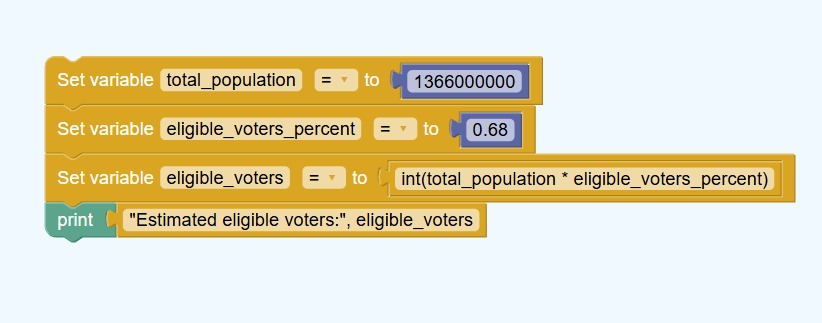 Set variable total_population = to 1366000000
Set variable eligible_voters_percent = to 0.68
Set variable eligible_voters = to int(total_population * eligible_voters_percent)
print "Estimated eligible voters:", eligible_voters